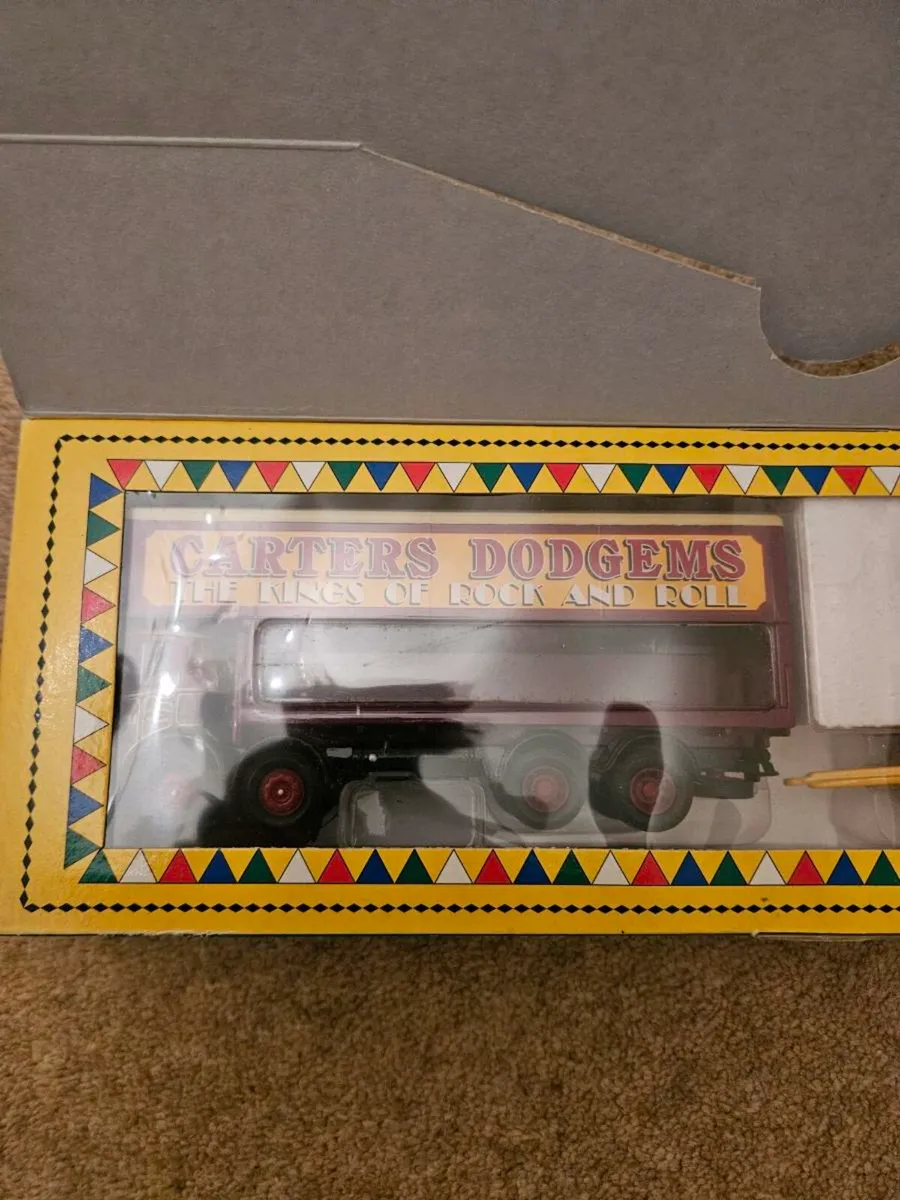 CARTERS DODGEMS
THE KINGS OF ROCK AND ROLL